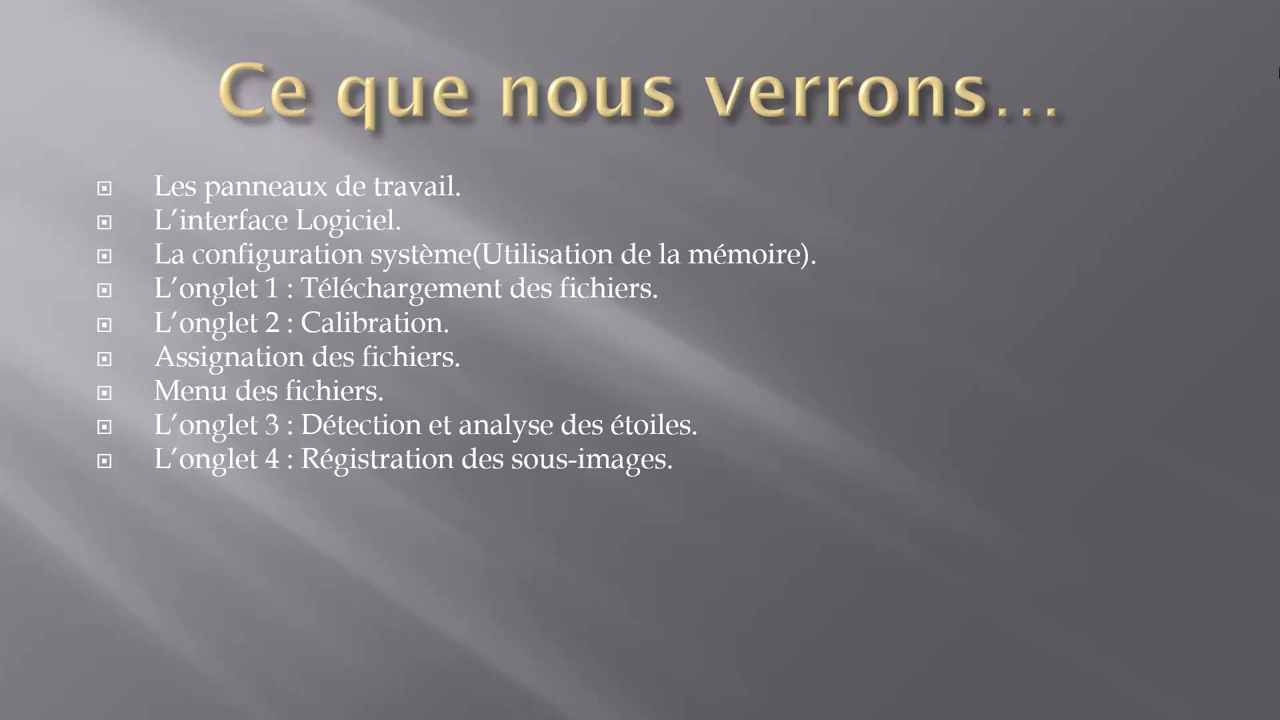 Ce que nous verrons…
Les panneaux de travail.
L’interface Logiciel.
La configuration système(Utilisation de la mémoire).
L’onglet 1 : Téléchargement des fichiers.
L’onglet 2 : Calibration.
Assignation des fichiers.
Menu des fichiers.
L’onglet 3 : Détection et analyse des étoiles.
L’onglet 4 : Régistration des sous-images.